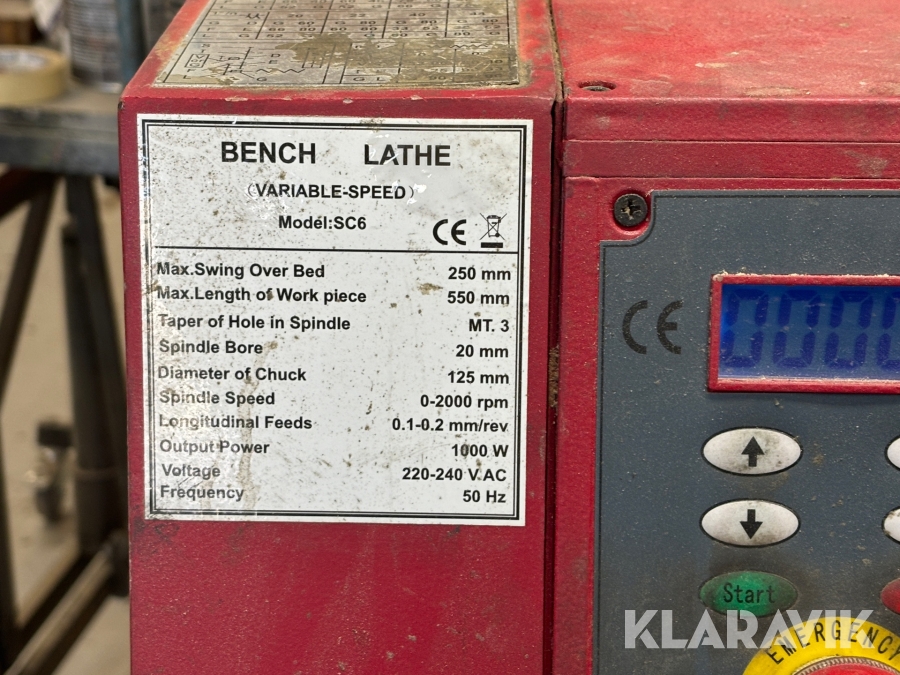 BENCH LATHE
(VARIABLE-SPEED)
Model:SC6
CE
Max.Swing Over Bed 250 mm
Max.Length of Work piece 550 mm
Taper of Hole in Spindle MT. 3
Spindle Bore 20 mm
Diameter of Chuck 125 mm
Spindle Speed 0-2000 rpm
Longitudinal Feeds 0.1-0.2 mm/rev
Output Power 1000 W
Voltage 220-240 V.AC
Frequency 50 Hz
CE
Start
EMERGENCY
KLARAVIK